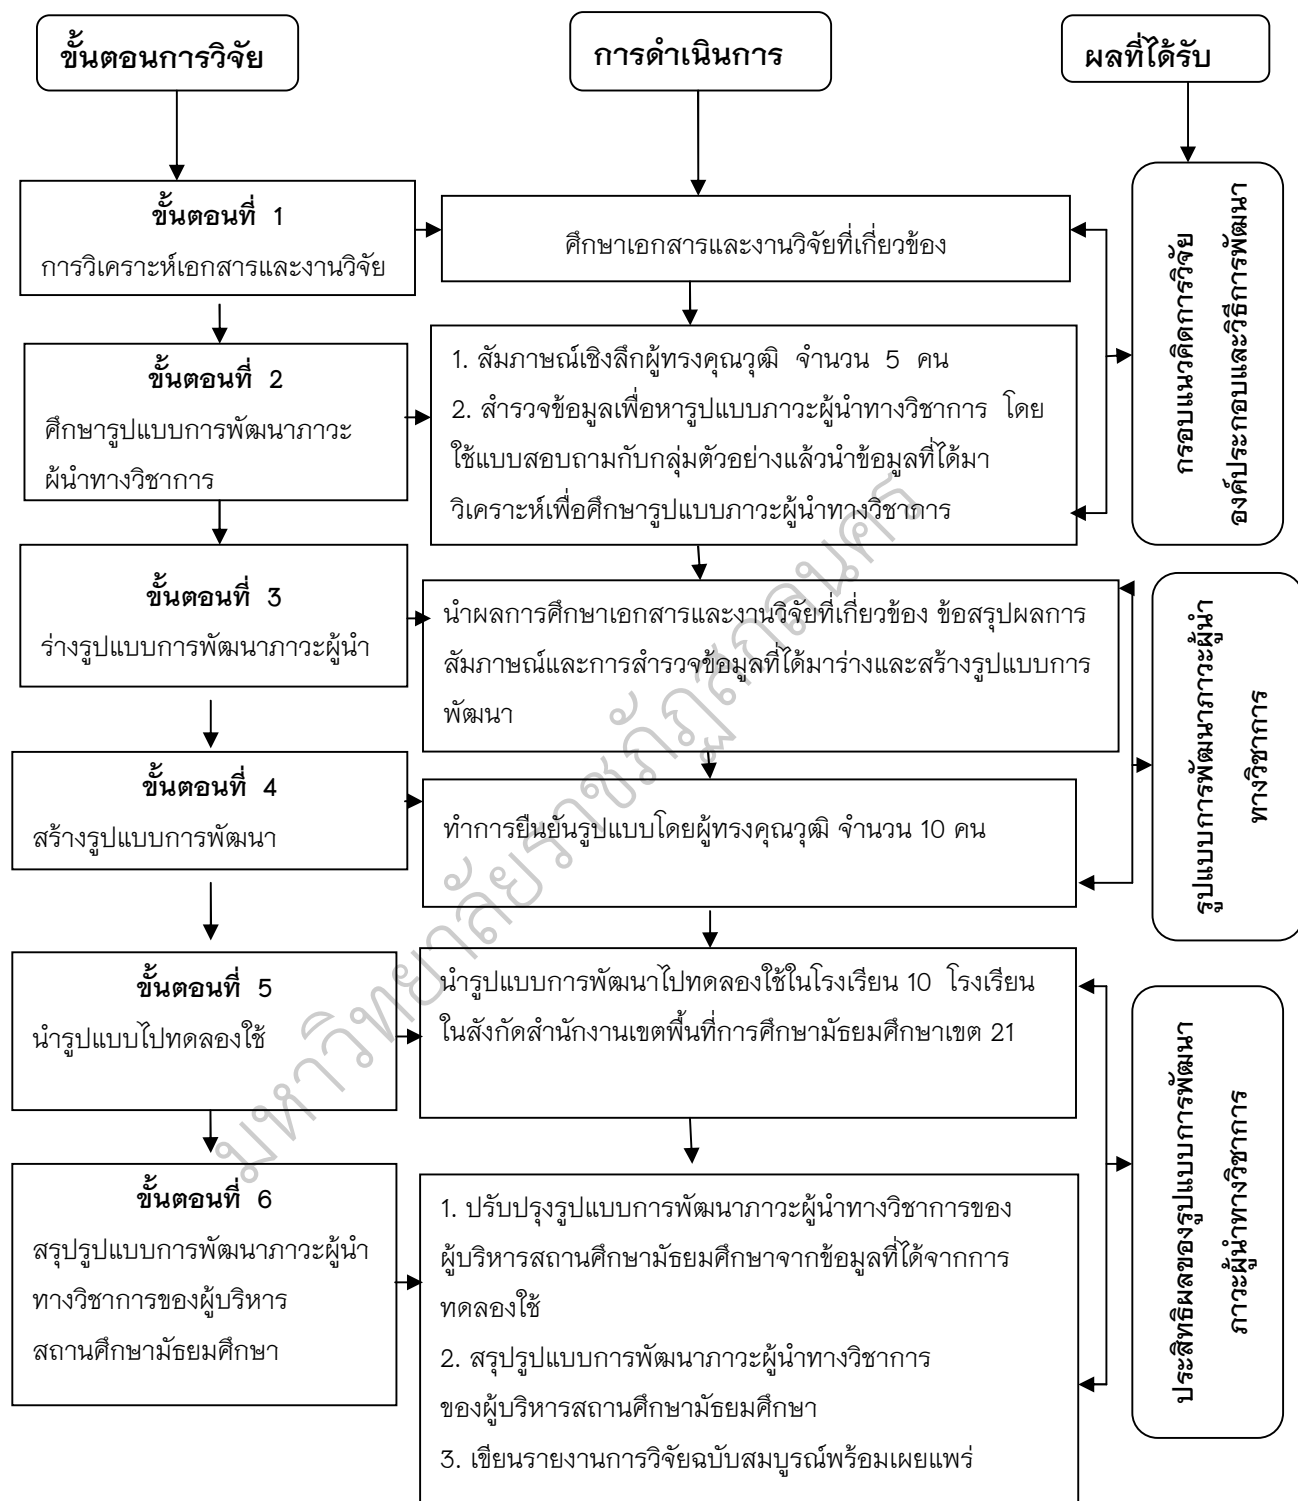 ขั้นตอนการวิจัย
การดำเนินการ
ผลที่ได้รับ
ขั้นตอนที่ 1
การวิเคราะห์เอกสารและงานวิจัย
ศึกษาเอกสารและงานวิจัยที่เกี่ยวข้อง
กรอบแนวคิดการวิจัย
องค์ประกอบและวิธีการพัฒนา
ขั้นตอนที่ 2
ศึกษารูปแบบการพัฒนาภาวะ
ผ้นำทางวิชาการ
1. สัมภาษณ์เชิงลึกผู้ทรงคุณวุฒิ จำนวน 5 คน
2. สำรวจข้อมูลเพื่อหารูปแบบภาวะผู้นำทางวิชาการ โดย
ใช้แบบสอบถามกับกลุ่มตัวอย่างแล้วนำข้อมูลที่ได้มา
วิเคราะห์เพื่อศึกษารูปแบบภาวะผู้นำทางวิชาการ
ขั้นตอนที่ 3
ร่างรูปแบบการพัฒนาภาวะผู้นำ
นำผลการศึกษาเอกสารและงานวิจัยที่เกี่ยวข้อง ข้อสรุปผลการ
สัมภาษณ์และการสำรวจข้อมูลที่ได้มาร่างและสร้างรูปแบบการ
พัฒนา
รูปแบบการพัฒนาภาวะผู้นำ
ทางวิชาการ
ขั้นตอนที่ 4
สร้างรูปแบบการพัฒนา
ทำการยืนยันรูปแบบโดยผู้ทรงคุณวุฒิ จำนวน 10 คน
ขั้นตอนที่ 5
นำรูปแบบไปทดลองใช้
นำรูปแบบการพัฒนาไปทดลองใช้ในโรงเรียน 10 โรงเรียน
ในสังกัดสำนักงานเขตพื้นที่การศึกษามัธยมศึกษาเขต 21
ประสิทธิผลของรูปแบบการพัฒนา
ภาวะผู้นำทางวิชาการ
ขั้นตอนที่ 6
สรุปรูปแบบการพัฒนาภาวะผู้นำ
ทางวิชาการของผู้บริหาร
สถานศึกษามัธยมศึกษา
1. ปรับปรุงรูปแบบการพัฒนาภาวะผู้นำทางวิชาการของ
ผู้บริหารสถานศึกษามัธยมศึกษาจากข้อมูลที่ได้จากการ
ทดลองใช้
2. สรุปรูปแบบการพัฒนาภาวะผู้นำทางวิชาการ
ของผู้บริหารสถานศึกษามัธยมศึกษา
3. เขียนรายงานการวิจัยฉบับสมบูรณ์พร้อมเผยแพร่
มหาวิทยาลัยราชภัฏสกลนคร